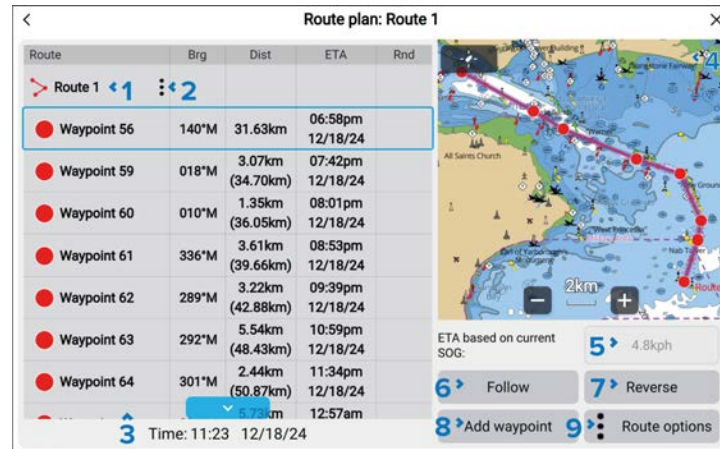 Route plan: Route 1
Route Brg Dist ETA Rnd
Route 1 1 2
Waypoint 56 140°M 31.63km 06:58pm 12/18/24
Waypoint 59 018°M 3.07km (34.70km) 07:42pm 12/18/24
Waypoint 60 010°M 1.35km (36.05km) 08:01pm 12/18/24
Waypoint 61 336°M 3.61km (39.66km) 08:53pm 12/18/24
Waypoint 62 289°M 3.22km (42.88km) 09:39pm 12/18/24
Waypoint 63 292°M 5.54km (48.43km) 10:59pm 12/18/24
Waypoint 64 301°M 2.44km (50.87km) 11:34pm 12/18/24
5.73km 12:57am
3 Time: 11:23 12/18/24
4
All Saints Church
Nab Tower
Route
2km
ETA based on current
SOG:
5 4.8kph
6 Follow
7 Reverse
8 Add waypoint
9 Route options